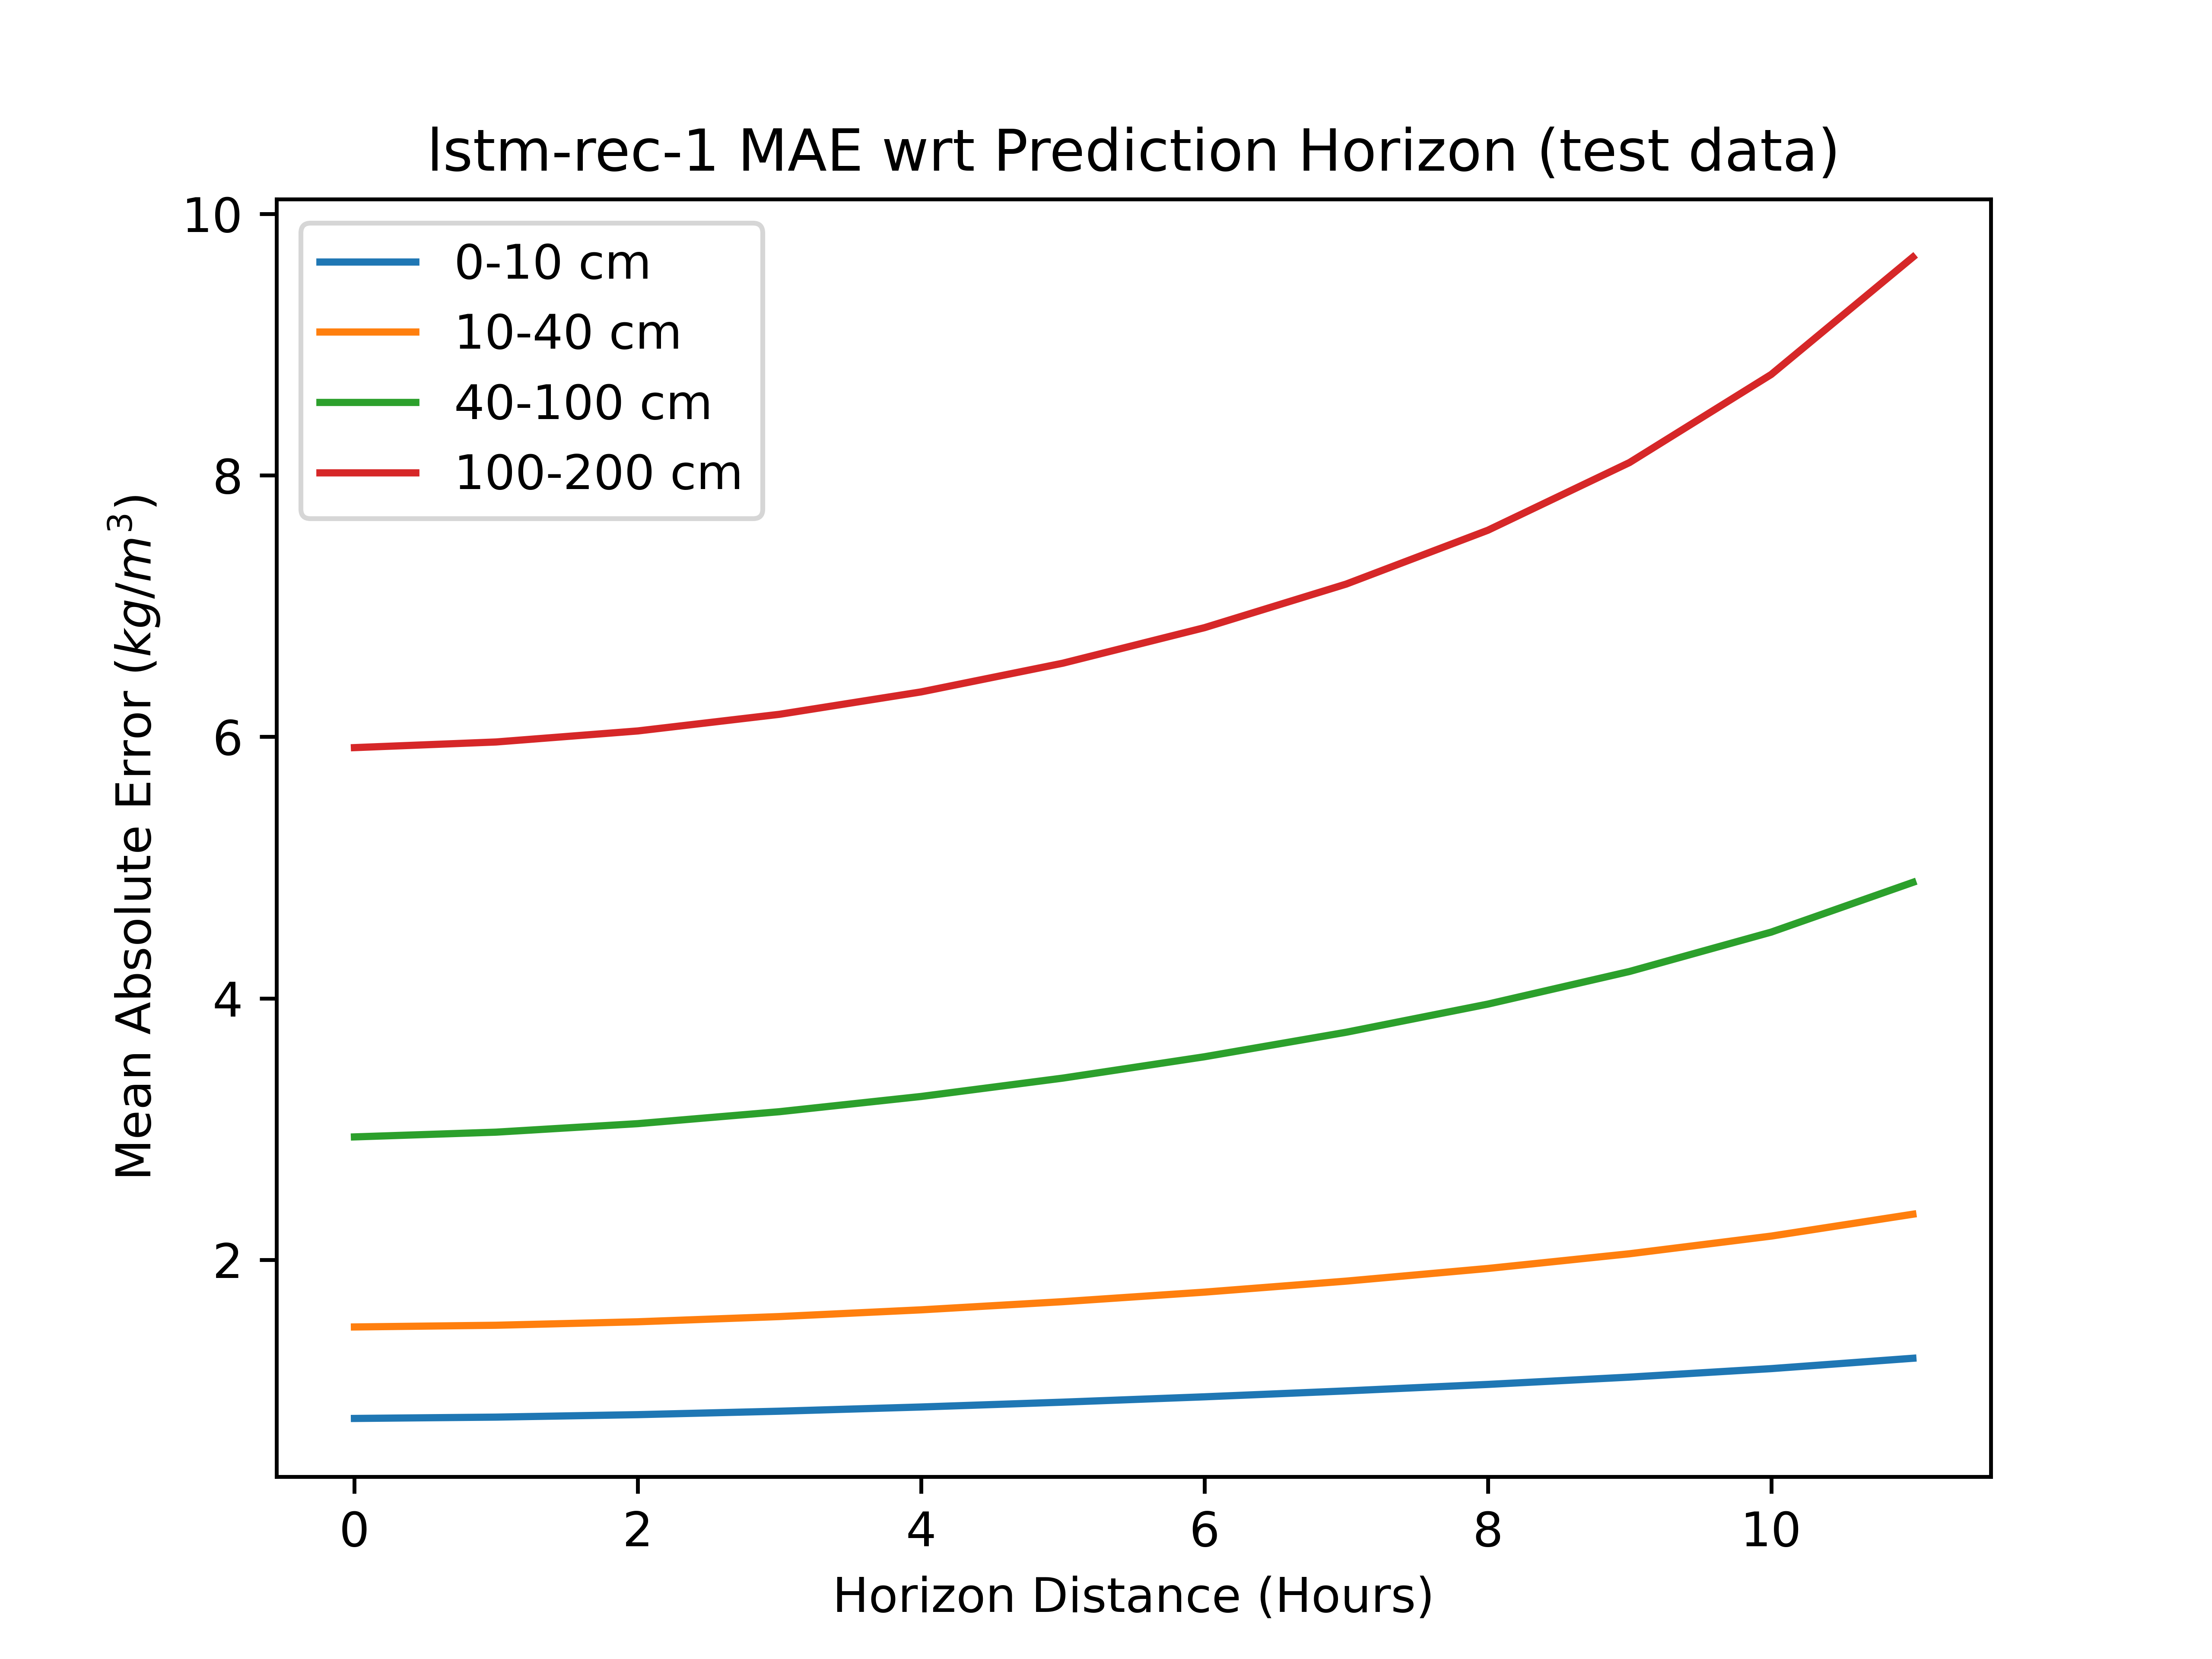 lstm-rec-1 MAE wrt Prediction Horizon (test data)
10
8
6
4
2
Mean Absolute Error (kg/m³)
0-10 cm
10-40 cm
40-100 cm
100-200 cm
0 2 4 6 8 10
Horizon Distance (Hours)